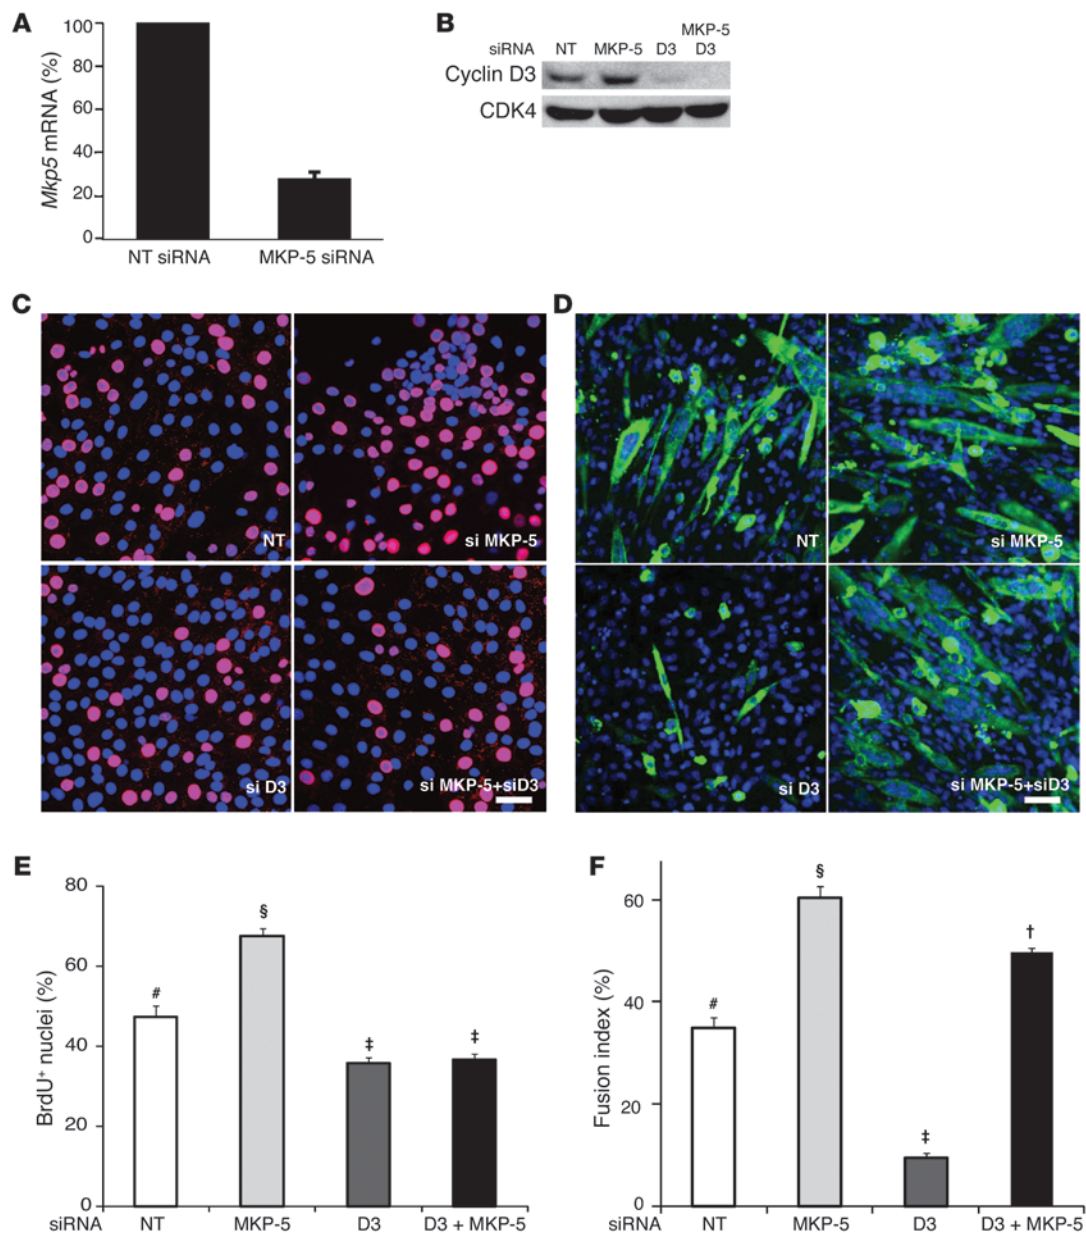 A
Mkp5 mRNA (%)
100
80
60
40
20
0
NT siRNA
MKP-5 siRNA
B
siRNA NT MKP-5 D3 MKP-5 D3
Cyclin D3
CDK4
C
NT
si MKP-5
si D3
si MKP-5+siD3
D
NT
si MKP-5
si D3
si MKP-5+siD3
E
BrdU⁺ nuclei (%)
80
60
40
20
0
#
§
‡
‡
siRNA NT MKP-5 D3 D3 + MKP-5
F
Fusion index (%)
60
40
20
0
#
§
‡
†
siRNA NT MKP-5 D3 D3 + MKP-5